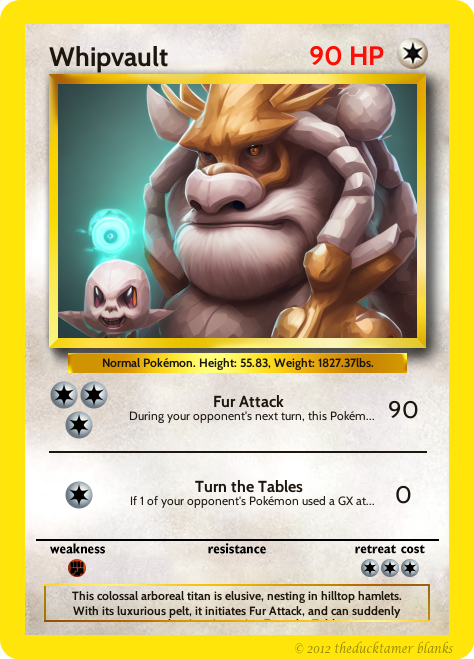 Whipvault 90 HP
Normal Pokémon. Height: 55.83, Weight: 1827.37lbs.
Fur Attack
During your opponent's next turn, this Pokém... 90
Turn the Tables
If 1 of your opponent's Pokémon used a GX at... 0
weakness resistance retreat cost
This colossal arboreal titan is elusive, nesting in hilltop hamlets.
With its luxurious pelt, it initiates Fur Attack, and can suddenly
© 2012 theducktamer blanks